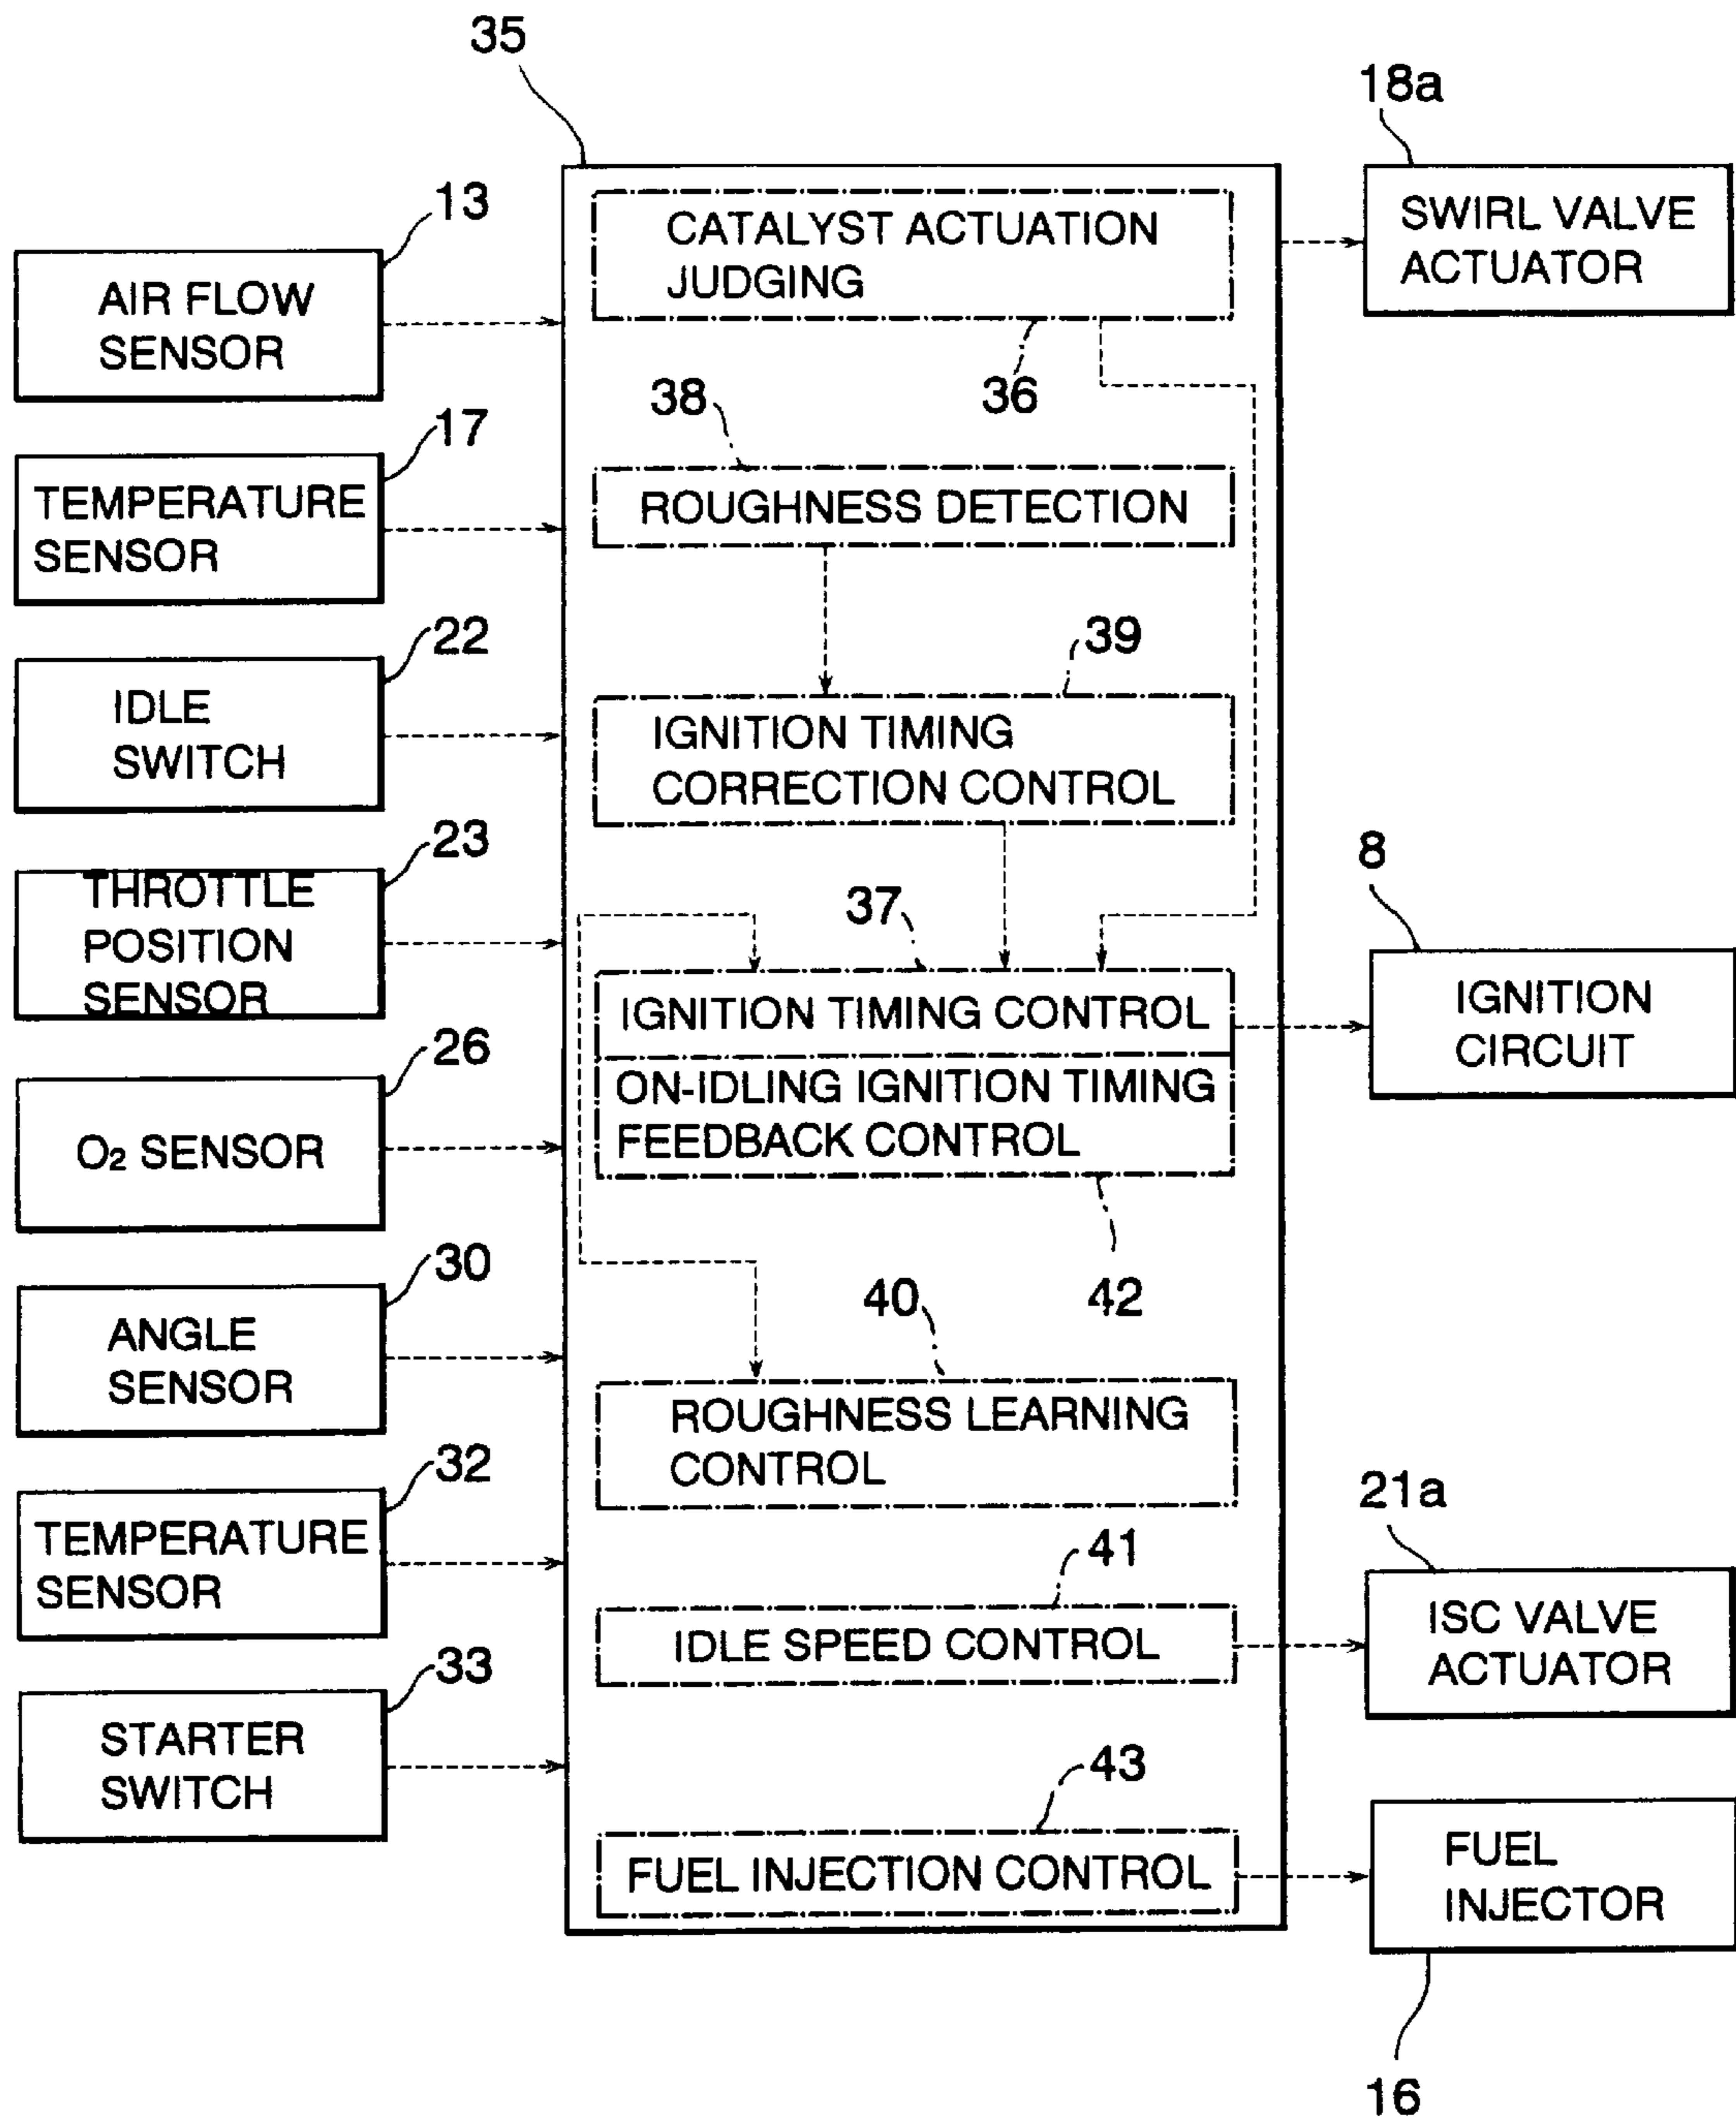 35
18a
13
AIR FLOW
SENSOR
17
TEMPERATURE
SENSOR
22
IDLE
SWITCH
23
THROTTLE
POSITION
SENSOR
26
O₂ SENSOR
30
ANGLE
SENSOR
32
TEMPERATURE
SENSOR
33
STARTER
SWITCH
CATALYST ACTUATION
JUDGING
36
38
ROUGHNESS DETECTION
39
IGNITION TIMING
CORRECTION CONTROL
37
IGNITION TIMING CONTROL
ON-IDLING IGNITION TIMING
FEEDBACK CONTROL
42
40
ROUGHNESS LEARNING
CONTROL
41
IDLE SPEED CONTROL
43
FUEL INJECTION CONTROL
SWIRL VALVE
ACTUATOR
8
IGNITION
CIRCUIT
21a
ISC VALVE
ACTUATOR
FUEL
INJECTOR
16